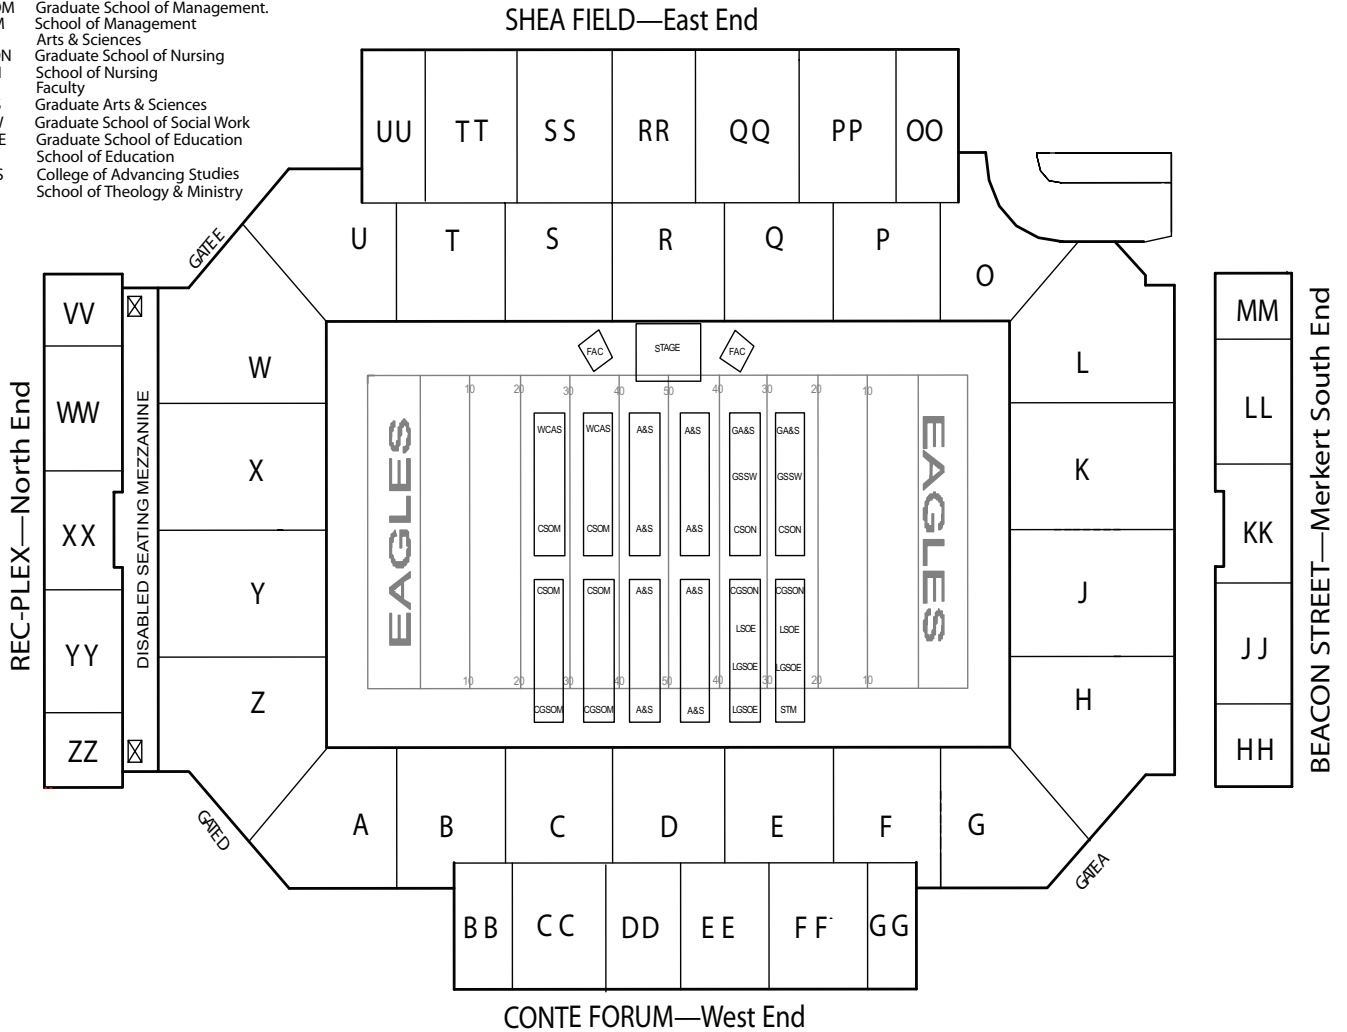 OM Graduate School of Management.
M School of Management
Arts & Sciences
ON Graduate School of Nursing
School of Nursing
Faculty
S Graduate Arts & Sciences
W Graduate School of Social Work
E Graduate School of Education
School of Education
S College of Advancing Studies
School of Theology & Ministry
SHEA FIELD—East End
UU TT SS RR QQ PP OO
U T S R Q P O
GATE E
VV
WW
XX
YY
ZZ
REC-PLEX—North End
DISABLED SEATING MEZZANINE
W
X
Y
Z
FAC STAGE FAC
10 20 30 40 50 40 30 20 10
EAGLES
WCAS WCAS A&S A&S GA&S GA&S
GSSW GSSW
CSOM CSOM A&S A&S CSON CSON
CSOM CSOM A&S A&S CGSON CGSON
LSOE LSOE
LGSOE LGSOE
10 20 30 40 50 40 30 20 10
CGSOM CGSOM A&S A&S LGSOE STM
EAGLES
L
K
J
H
MM
LL
KK
JJ
HH
BEACON STREET—Merkert South End
GATE D
A B C D E F G
GATE A
BB CC DD EE FF GG
CONTE FORUM—West End